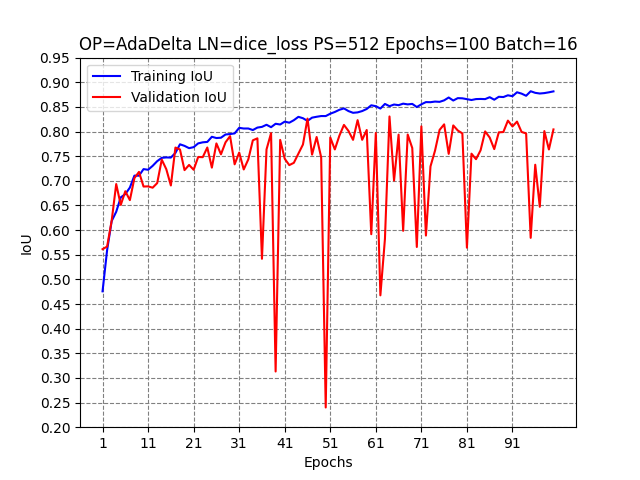 OP=AdaDelta LN=dice_loss PS=512 Epochs=100 Batch=16
Training IoU
Validation IoU
0.95
0.90
0.85
0.80
0.75
0.70
0.65
0.60
0.55
0.50
0.45
0.40
0.35
0.30
0.25
0.20
IoU
1 11 21 31 41 51 61 71 81 91
Epochs